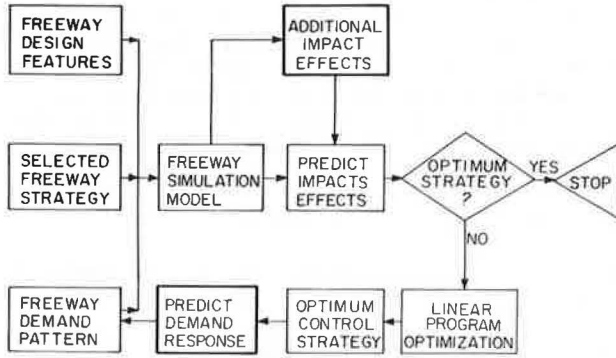 FREEWAY
DESIGN
FEATURES
ADDITIONAL
IMPACT
EFFECTS
SELECTED
FREEWAY
STRATEGY
FREEWAY
SIMULATION
MODEL
PREDICT
IMPACTS
EFFECTS
OPTIMUM
STRATEGY
?
YES
STOP
NO
FREEWAY
DEMAND
PATTERN
PREDICT
DEMAND
RESPONSE
OPTIMUM
CONTROL
STRATEGY
LINEAR
PROGRAM
OPTIMIZATION